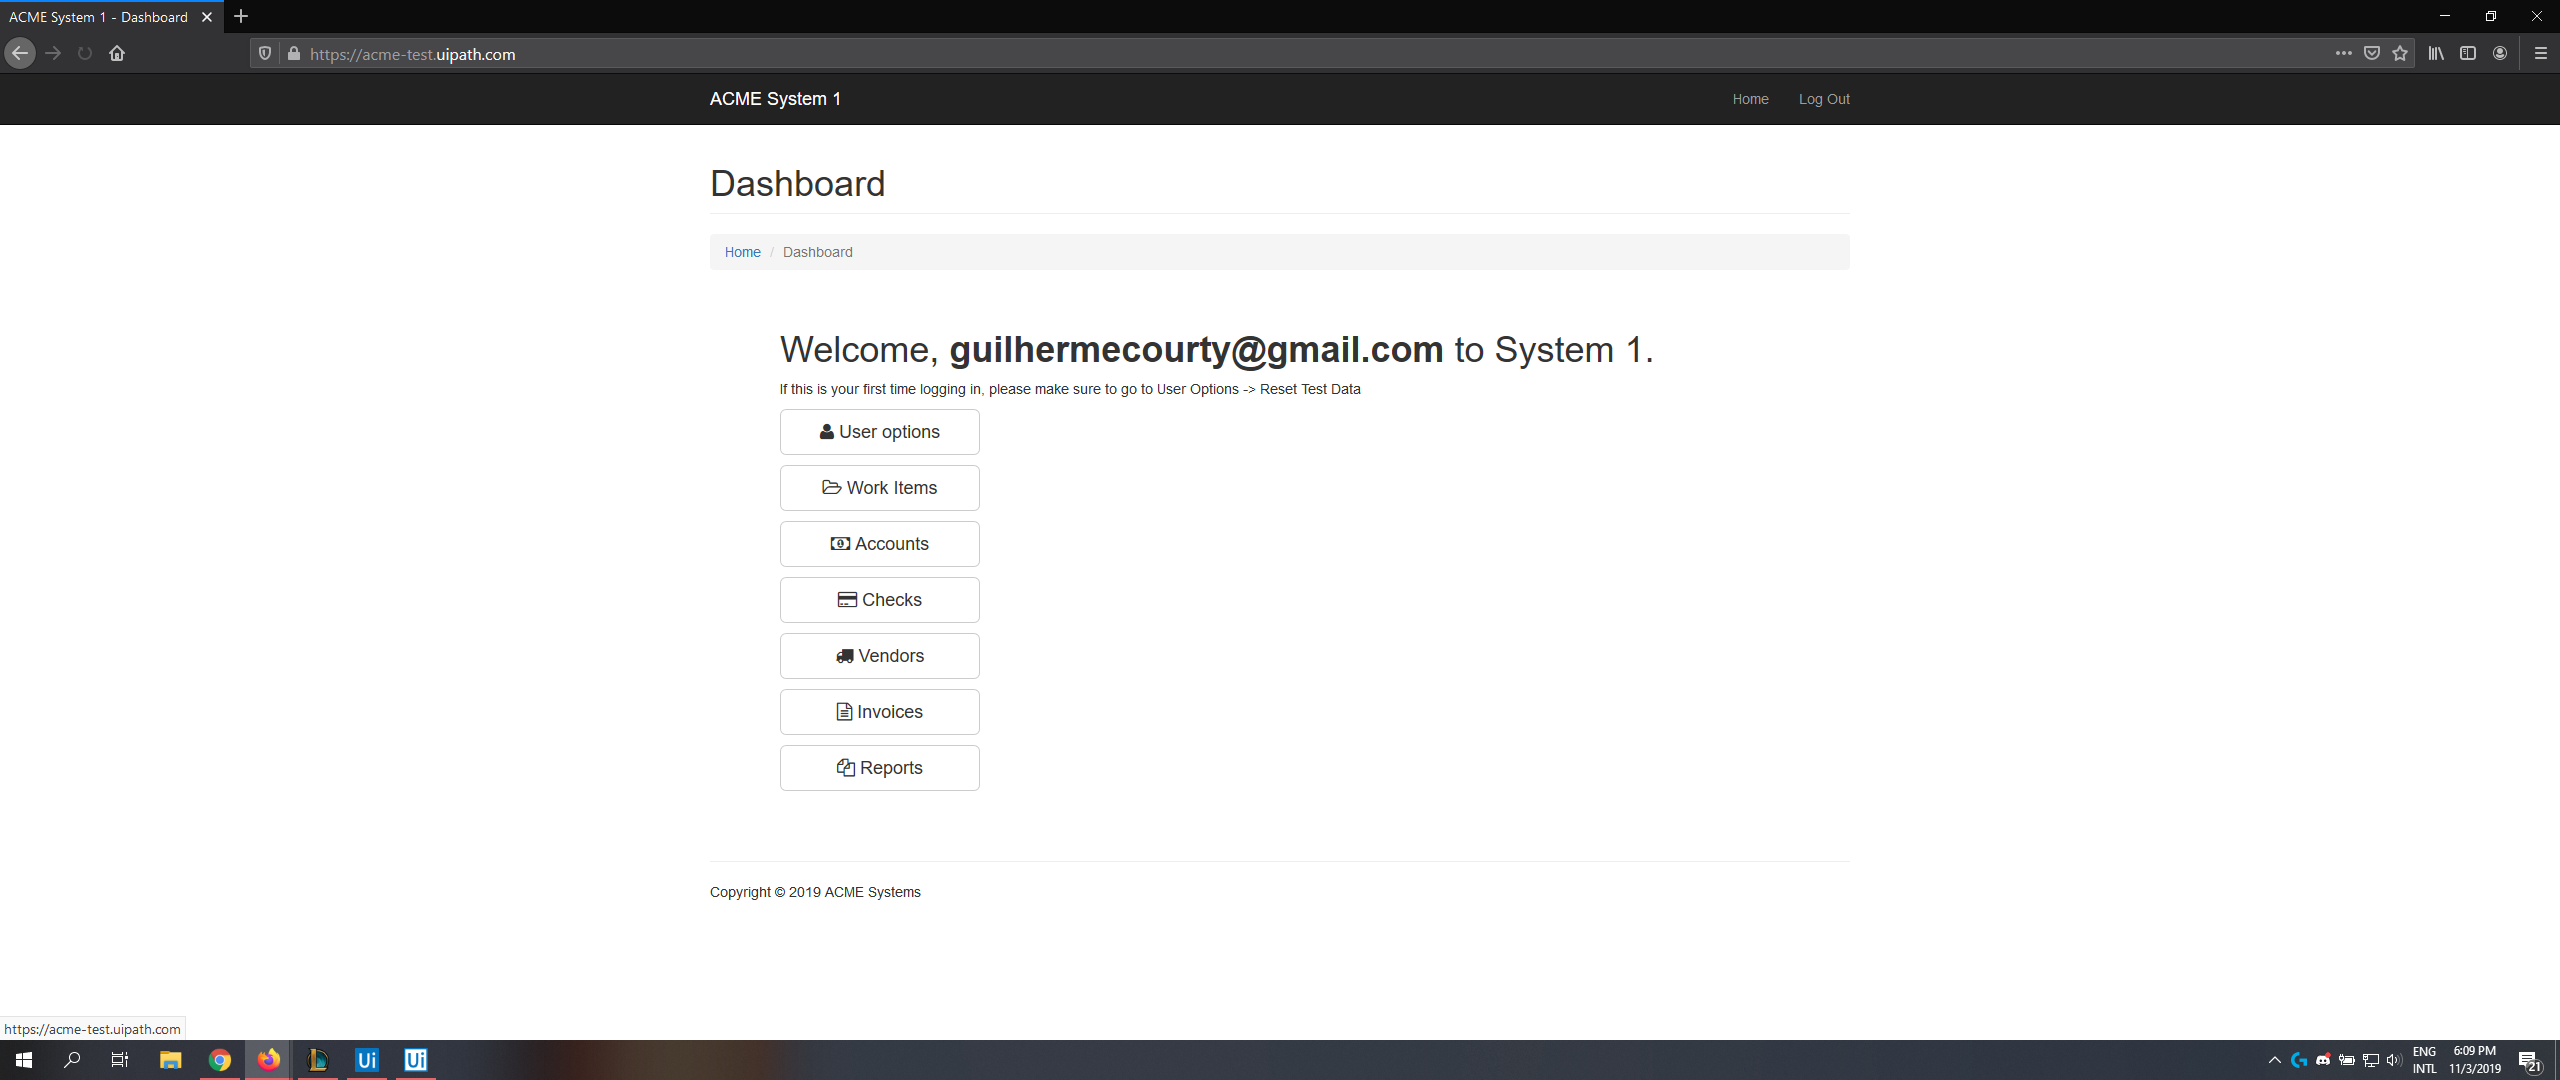 ACME System 1 - Dashboard
https://acme-test.uipath.com
ACME System 1
Home
Log Out
Dashboard
Home / Dashboard
Welcome, guilhermecourty@gmail.com to System 1.
If this is your first time logging in, please make sure to go to User Options -> Reset Test Data
User options
Work Items
Accounts
Checks
Vendors
Invoices
Reports
Copyright © 2019 ACME Systems
https://acme-test.uipath.com
Ui
Ui
ENG
INTL
6:09 PM
11/3/2019
21